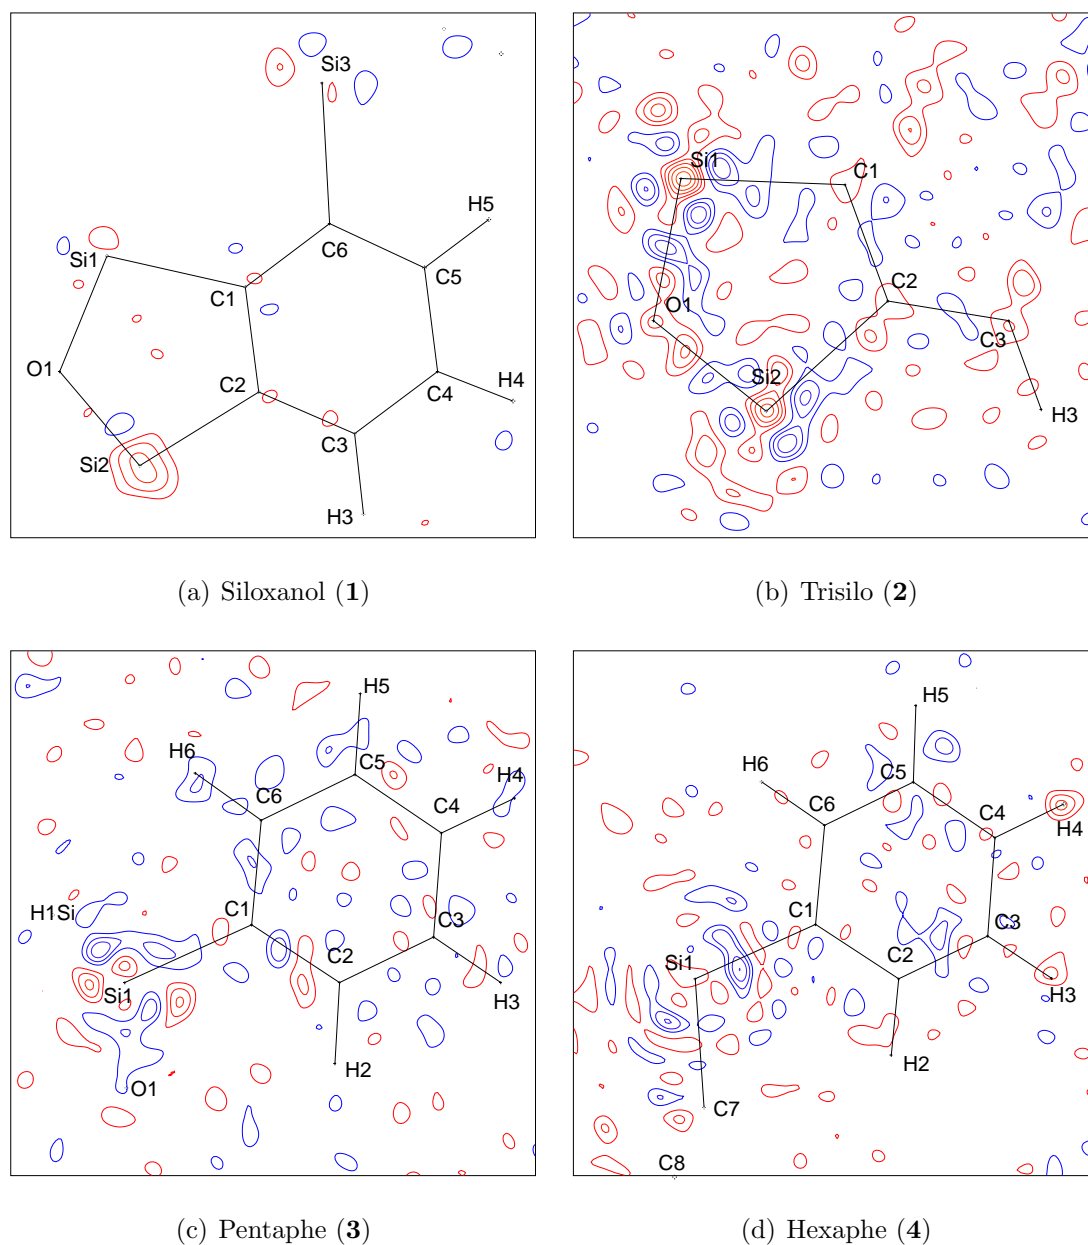 Si3
H5
Si1
C6
C5
C1
O1
C2
H4
C4
C3
Si2
H3
(a) Siloxanol (1)
Si1
C1
C2
O1
C3
Si2
H3
(b) Trisilo (2)
H5
H6
C5
H4
C6
C4
H1Si
C1
C3
C2
Si1
H3
H2
O1
(c) Pentaphe (3)
H5
H6
C5
C4
C6
H4
C1
C3
Si1
C2
H3
H2
C7
C8
(d) Hexaphe (4)